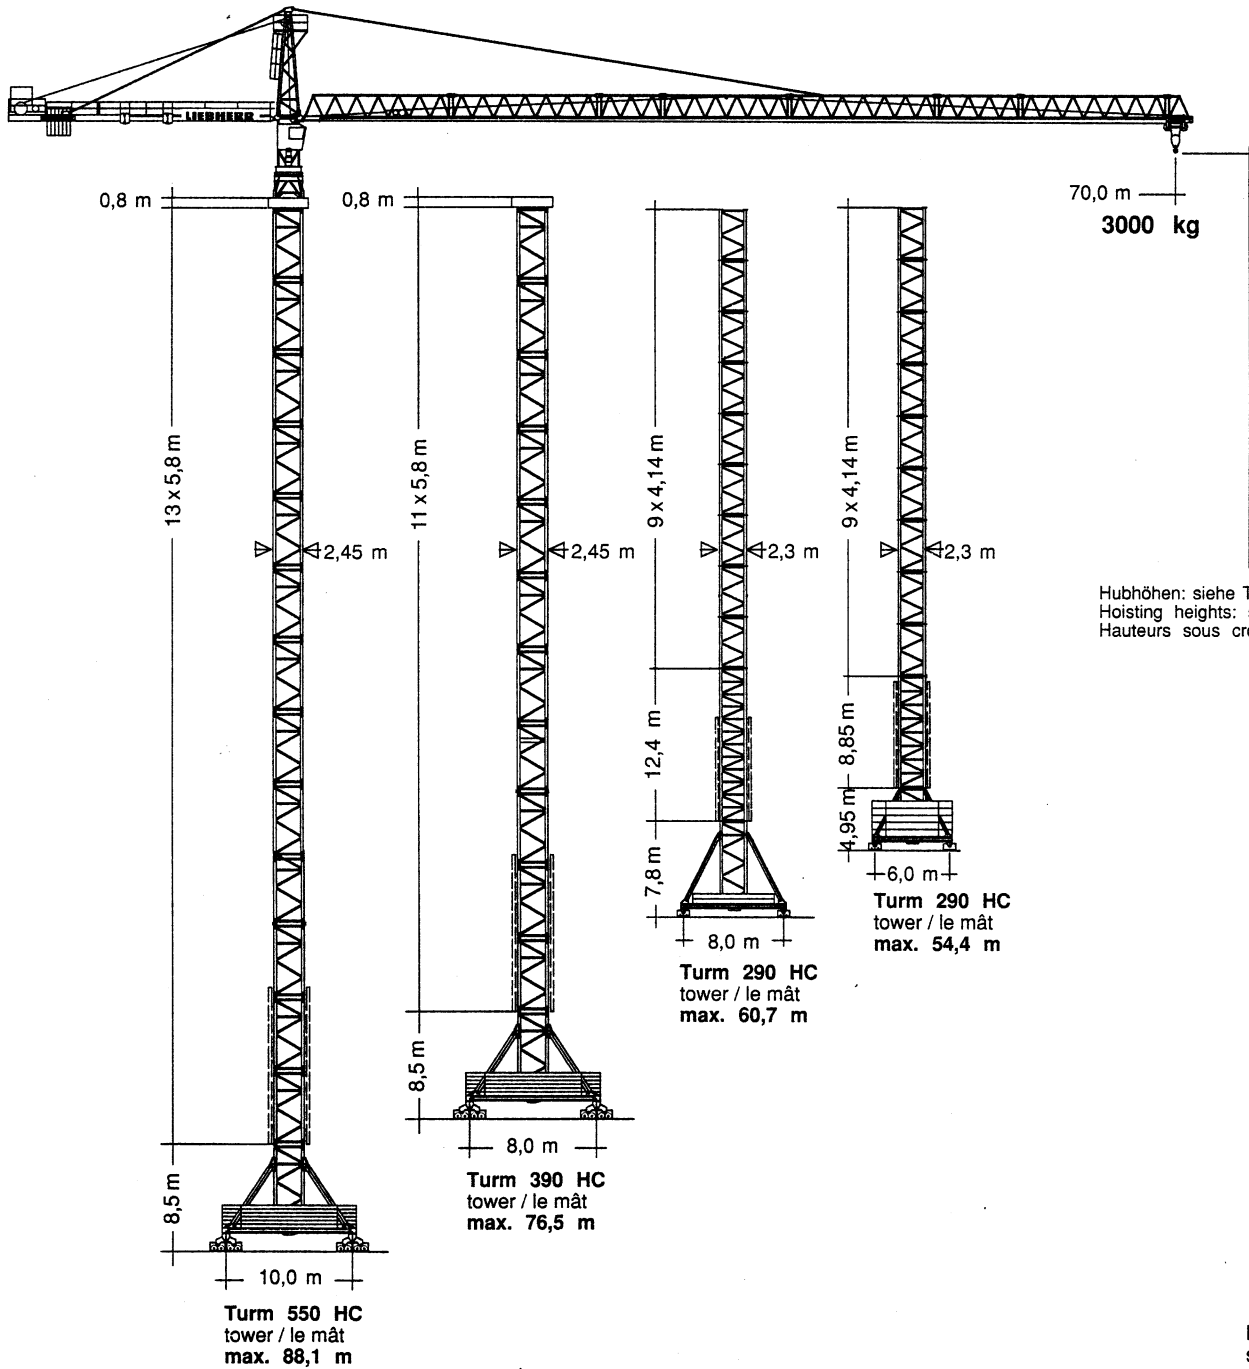 LIEBHERR
0,8 m
0,8 m
70,0 m
3000 kg
13 x 5,8 m
11 x 5,8 m
9 x 4,14 m
9 x 4,14 m
2,45 m
2,45 m
2,3 m
2,3 m
Hubhöhen: siehe T
Hoisting heights:
Hauteurs sous cr
12,4 m
8,85 m
4,95 m
7,8 m
6,0 m
Turm 290 HC
tower / le mât
max. 54,4 m
8,0 m
Turm 290 HC
tower / le mât
max. 60,7 m
8,5 m
8,0 m
Turm 390 HC
tower / le mât
max. 76,5 m
8,5 m
10,0 m
Turm 550 HC
tower / le mât
max. 88,1 m